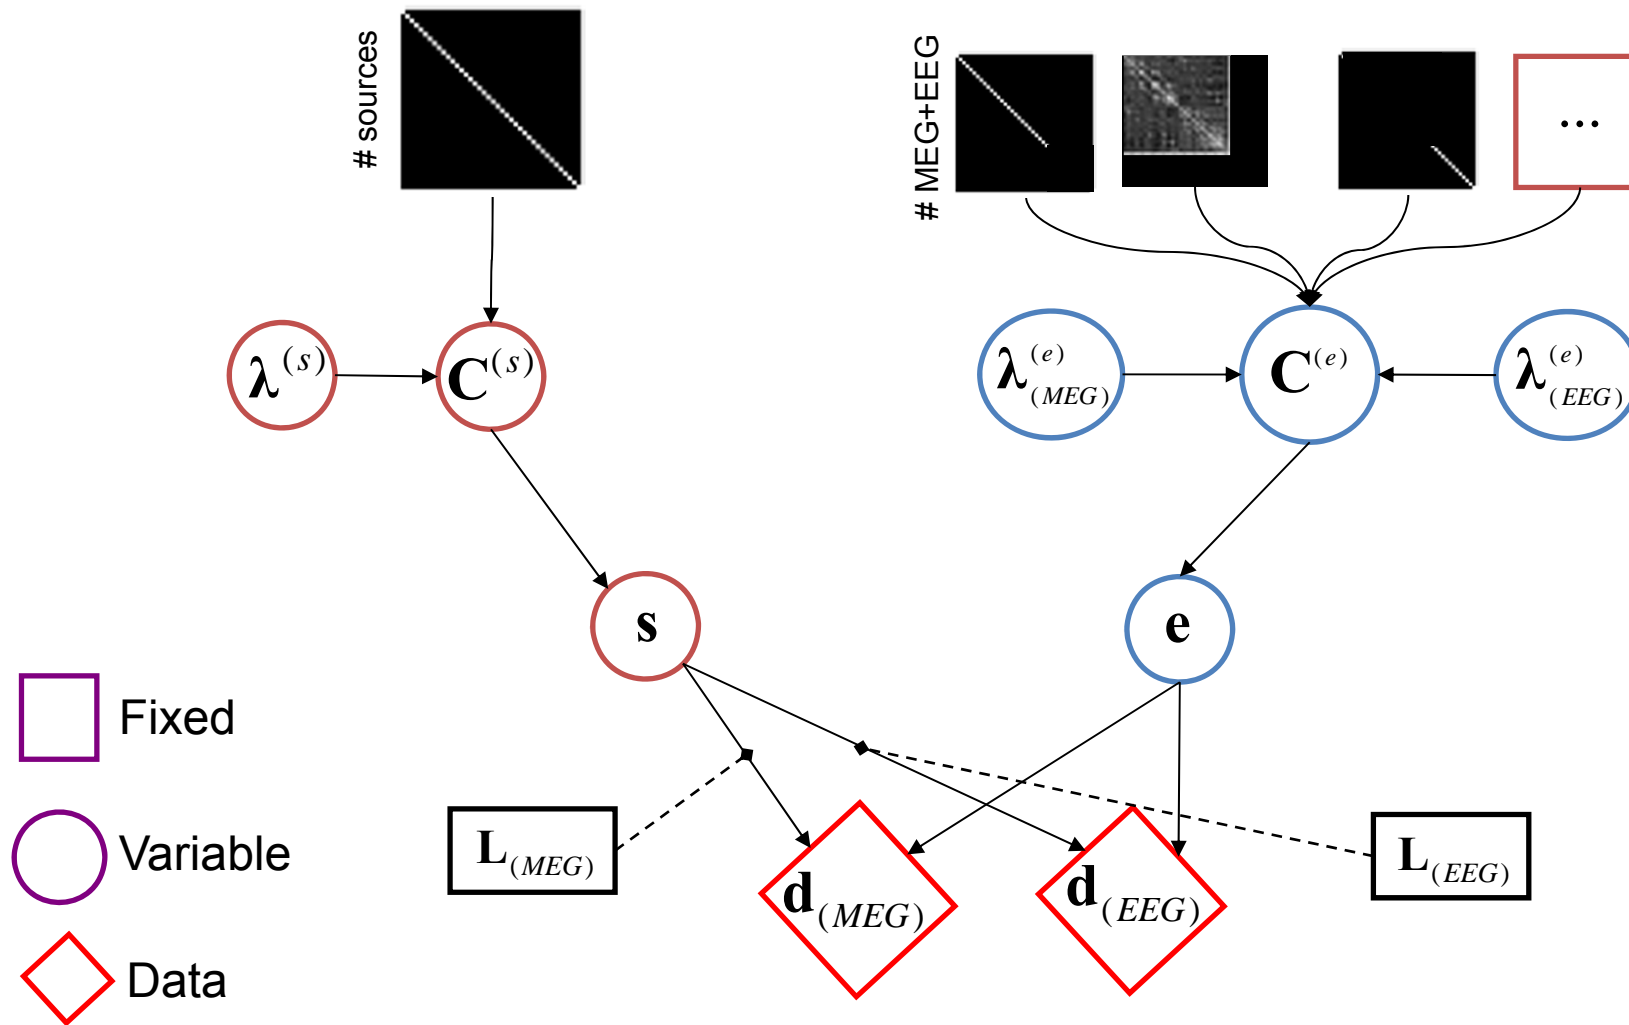 # sources
# MEG+EEG
...
λ(s)
C(s)
λ(e)(MEG)
C(e)
λ(e)(EEG)
s
e
Fixed
Variable
Data
L(MEG)
d(MEG)
d(EEG)
L(EEG)